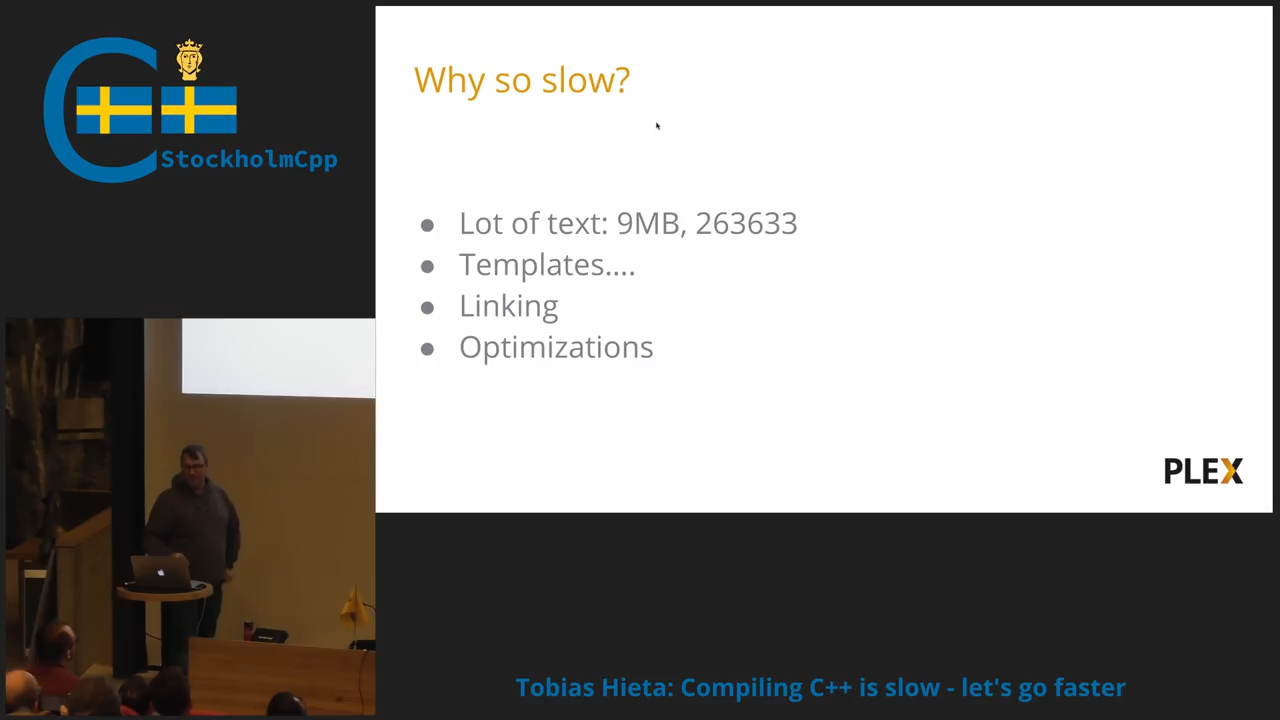 StockholmCpp
Why so slow?
● Lot of text: 9MB, 263633
● Templates....
● Linking
● Optimizations
PLEX
Tobias Hieta: Compiling C++ is slow - let's go faster